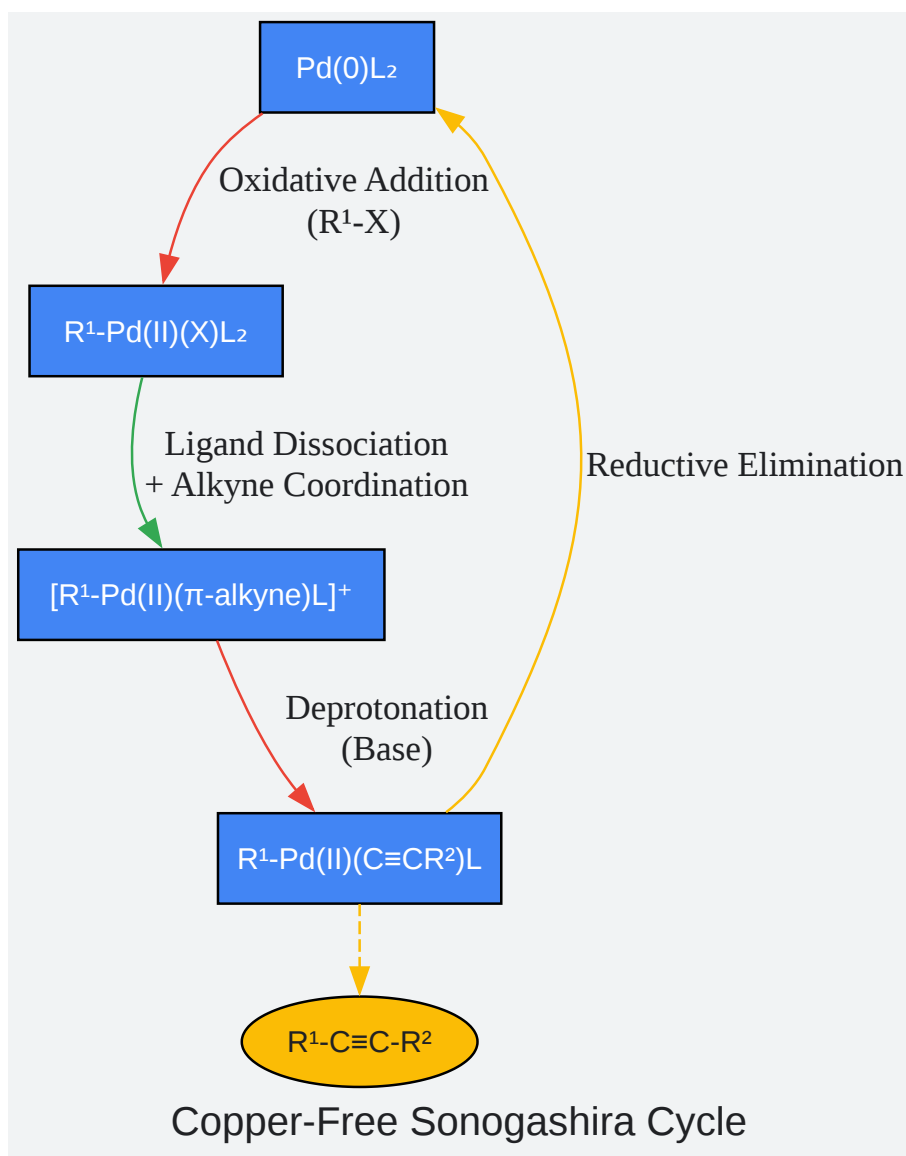 Pd(0)L₂
Oxidative Addition
(R¹-X)
R¹-Pd(II)(X)L₂
Ligand Dissociation
+ Alkyne Coordination
Reductive Elimination
[R¹-Pd(II)(π-alkyne)L]⁺
Deprotonation
(Base)
R¹-Pd(II)(C≡CR²)L
R¹-C≡C-R²
Copper-Free Sonogashira Cycle